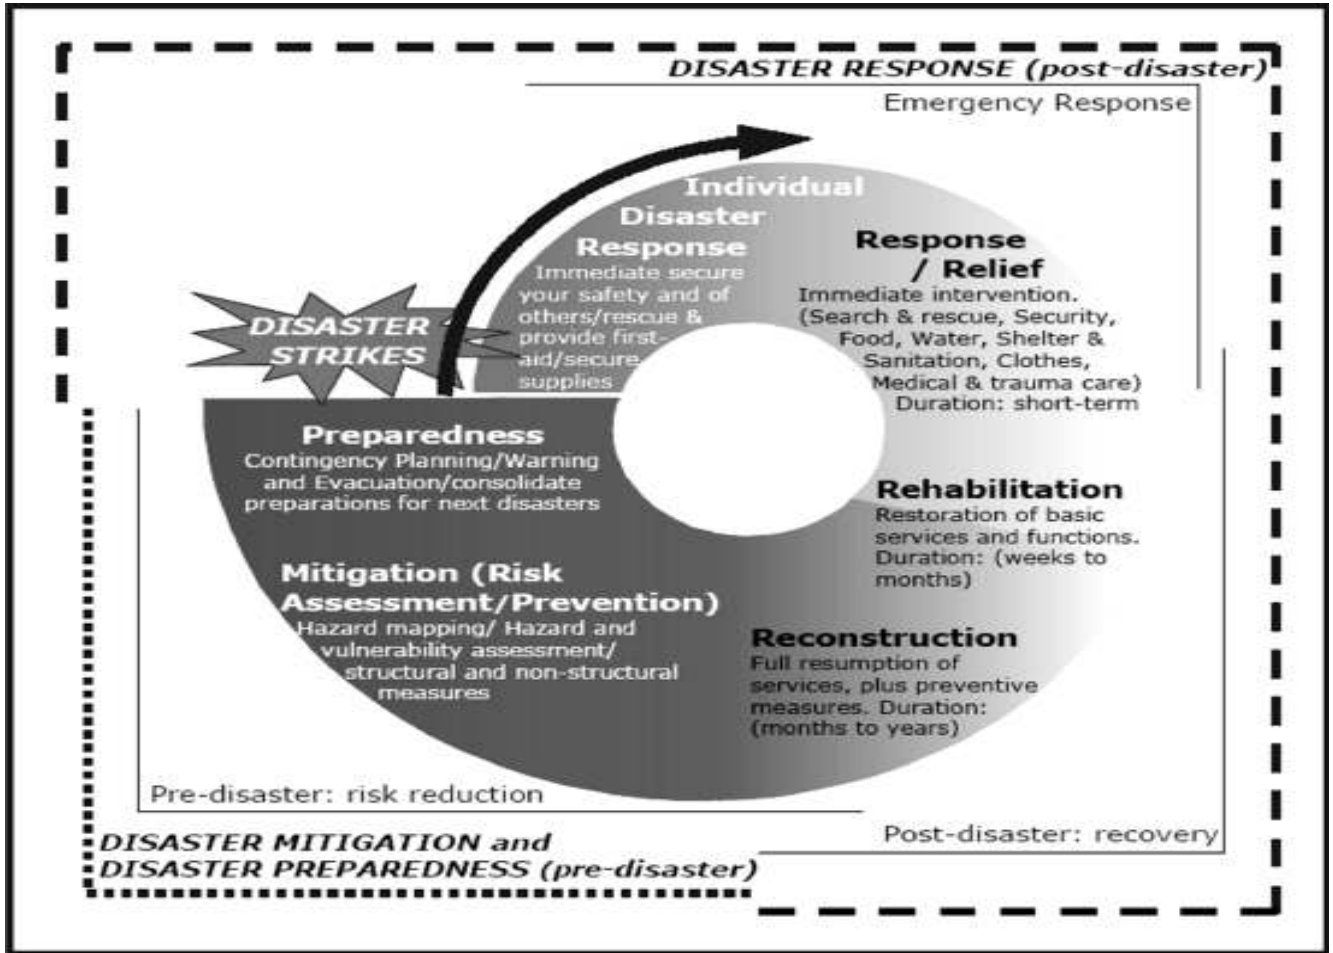 DISASTER RESPONSE (post-disaster)
Emergency Response
Individual
Disaster
Response
Immediate secure
your safety and of
others/rescue &
provide first-
aid/secure
supplies
Response
/ Relief
Immediate intervention.
(Search & rescue, Security,
Food, Water, Shelter &
Sanitation, Clothes,
Medical & trauma care)
Duration: short-term
DISASTER
STRIKES
Preparedness
Contingency Planning/Warning
and Evacuation/consolidate
preparations for next disasters
Rehabilitation
Restoration of basic
services and functions.
Duration: (weeks to
months)
Mitigation (Risk
Assessment/Prevention)
Hazard mapping/ Hazard and
vulnerability assessment/
structural and non-structural
measures
Reconstruction
Full resumption of
services, plus preventive
measures. Duration:
(months to years)
Pre-disaster: risk reduction
Post-disaster: recovery
DISASTER MITIGATION and
DISASTER PREPAREDNESS (pre-disaster)